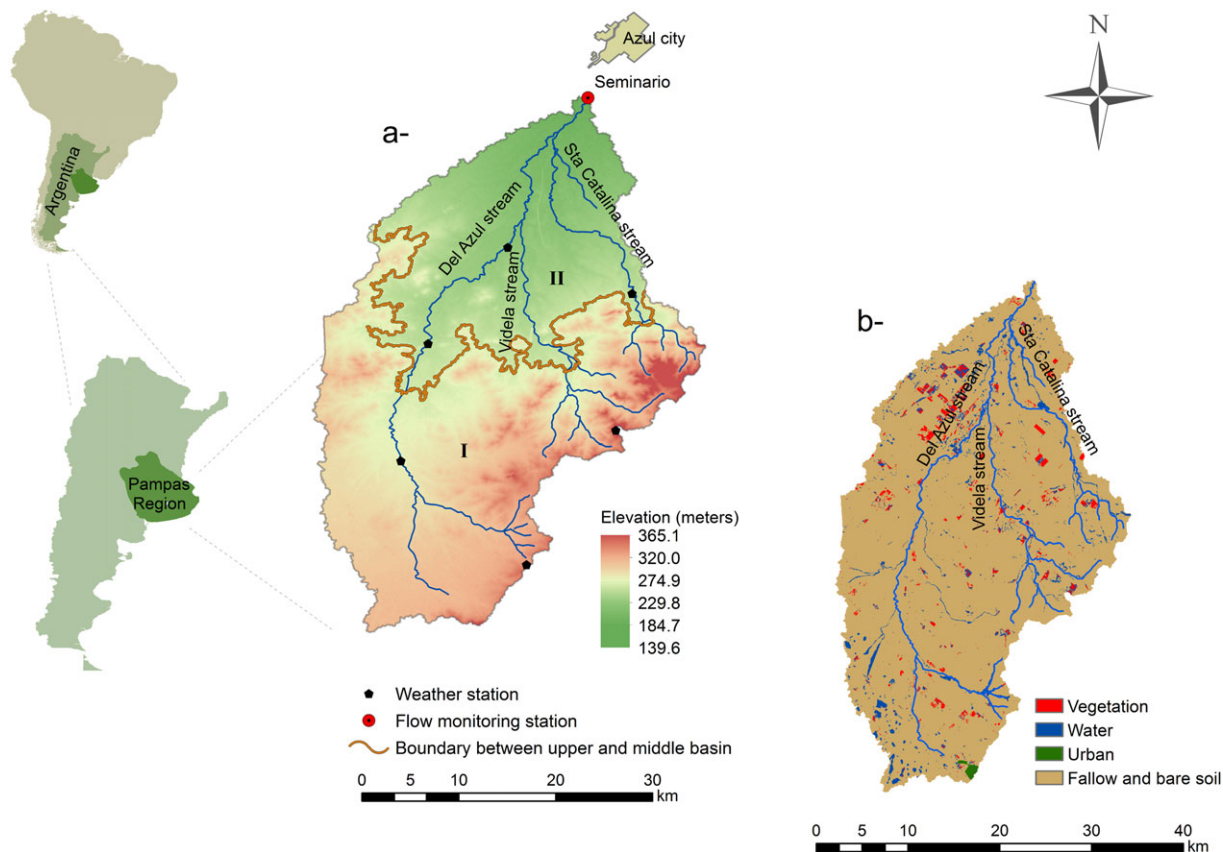 Azul city
Seminario
N
a-
Argentina
Del Azul stream
Sta Catalina stream
Videla stream
II
I
Pampas
Region
Elevation (meters)
365.1
320.0
274.9
229.8
184.7
139.6
Weather station
Flow monitoring station
Boundary between upper and middle basin
0 5 10 20 30
km
b-
Sta Catalina stream
Del Azul stream
Videla stream
Vegetation
Water
Urban
Fallow and bare soil
0 5 10 20 30 40
km